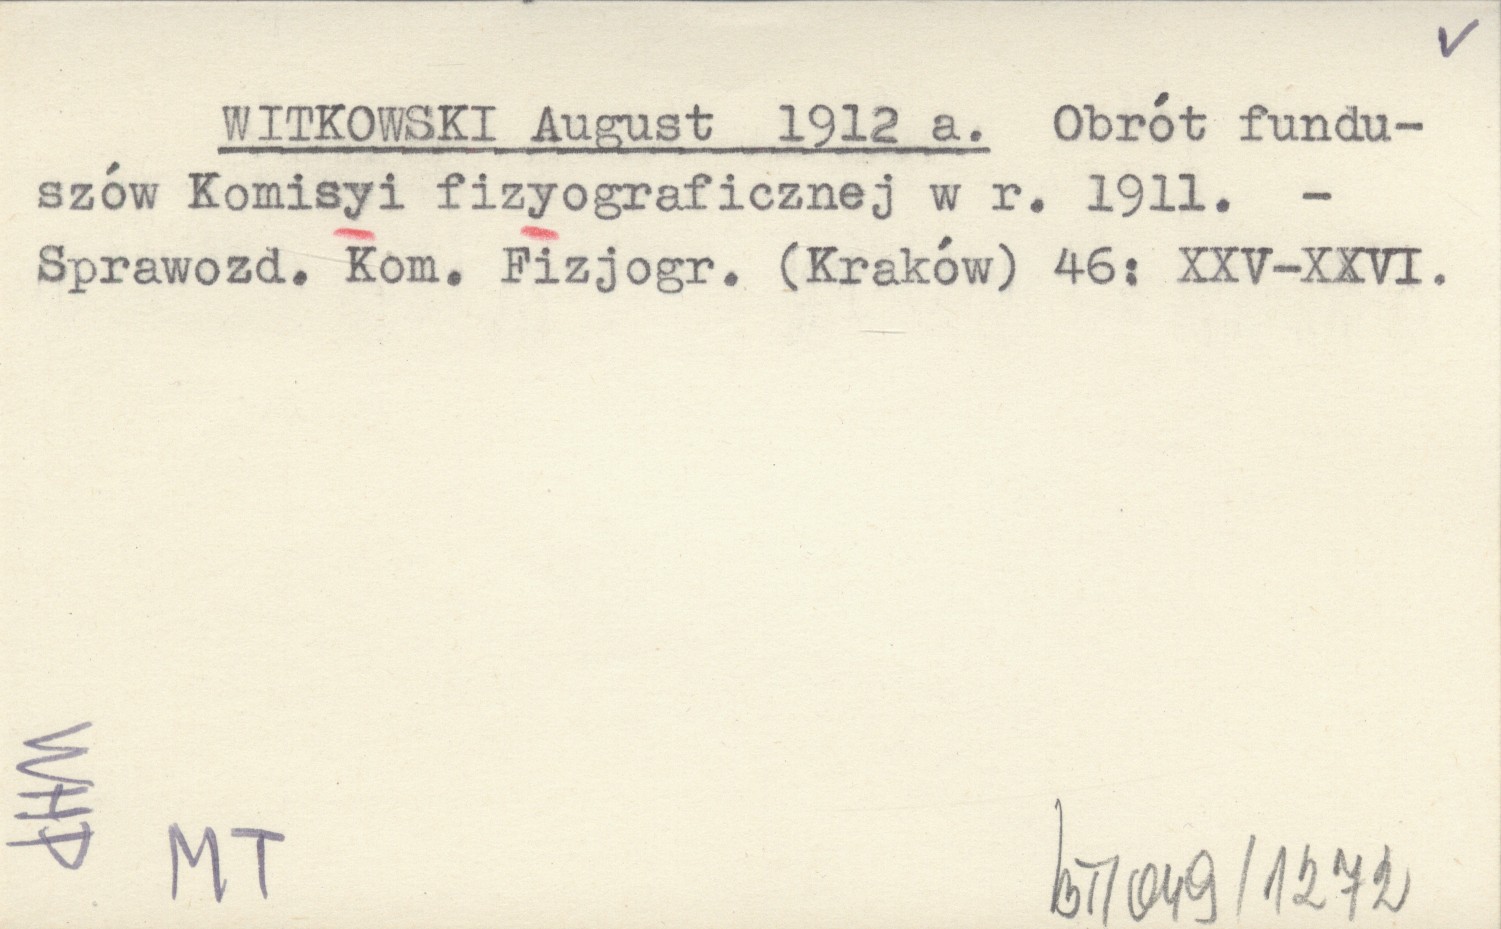 WITKOWSKI August 1912 a. Obrót fundu-
szów Komisyi fizyograficznej w r. 1911. -
Sprawozd. Kom. Fizjogr. (Kraków) 46: XXV-XXVI.
WHP
MT
/049/1272